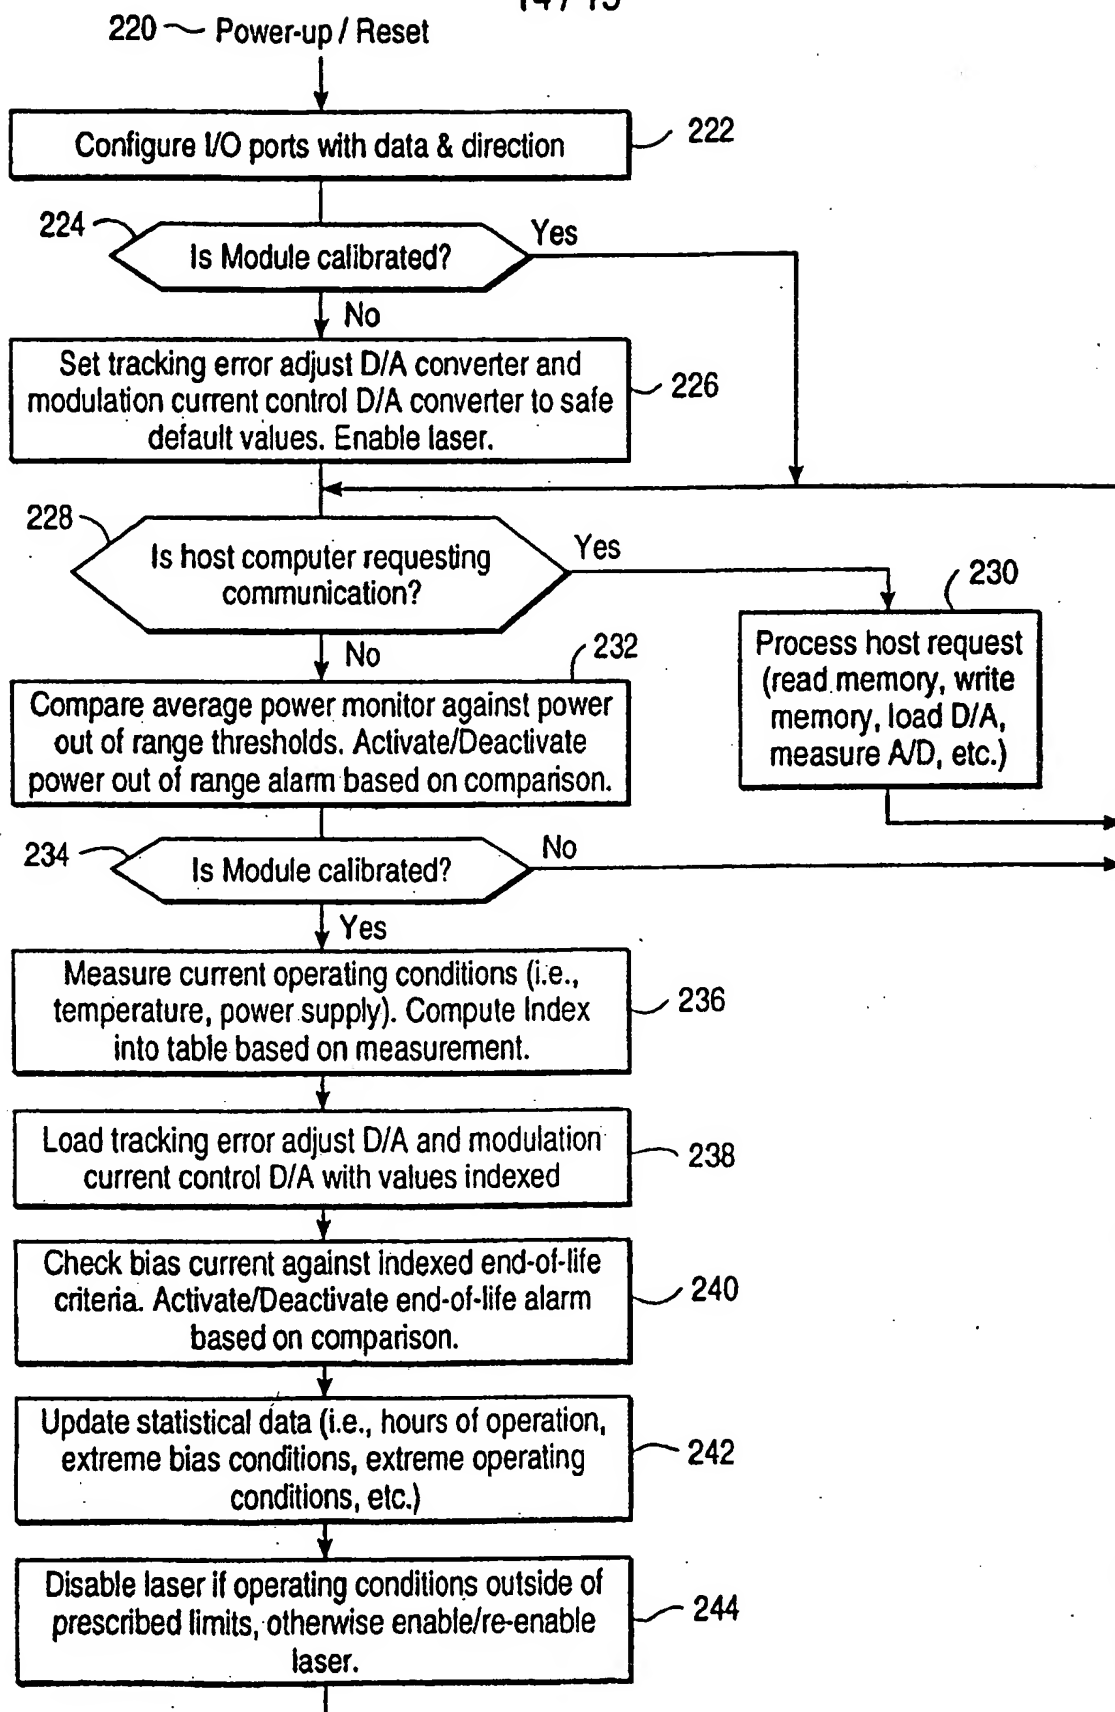 220 Power-up / Reset
Configure I/O ports with data & direction
222
224
Is Module calibrated?
Yes
No
Set tracking error adjust D/A converter and
modulation current control D/A converter to safe
default values. Enable laser.
226
228
Is host computer requesting
communication?
Yes
230
Process host request
(read memory, write
memory, load D/A,
measure A/D, etc.)
No
232
Compare average power monitor against power
out of range thresholds. Activate/Deactivate
power out of range alarm based on comparison.
234
Is Module calibrated?
No
Yes
Measure current operating conditions (i.e.,
temperature, power supply). Compute Index
into table based on measurement.
236
Load tracking error adjust D/A and modulation
current control D/A with values indexed
238
Check bias current against indexed end-of-life
criteria. Activate/Deactivate end-of-life alarm
based on comparison.
240
Update statistical data (i.e., hours of operation,
extreme bias conditions, extreme operating
conditions, etc.)
242
Disable laser if operating conditions outside of
prescribed limits, otherwise enable/re-enable
laser.
244